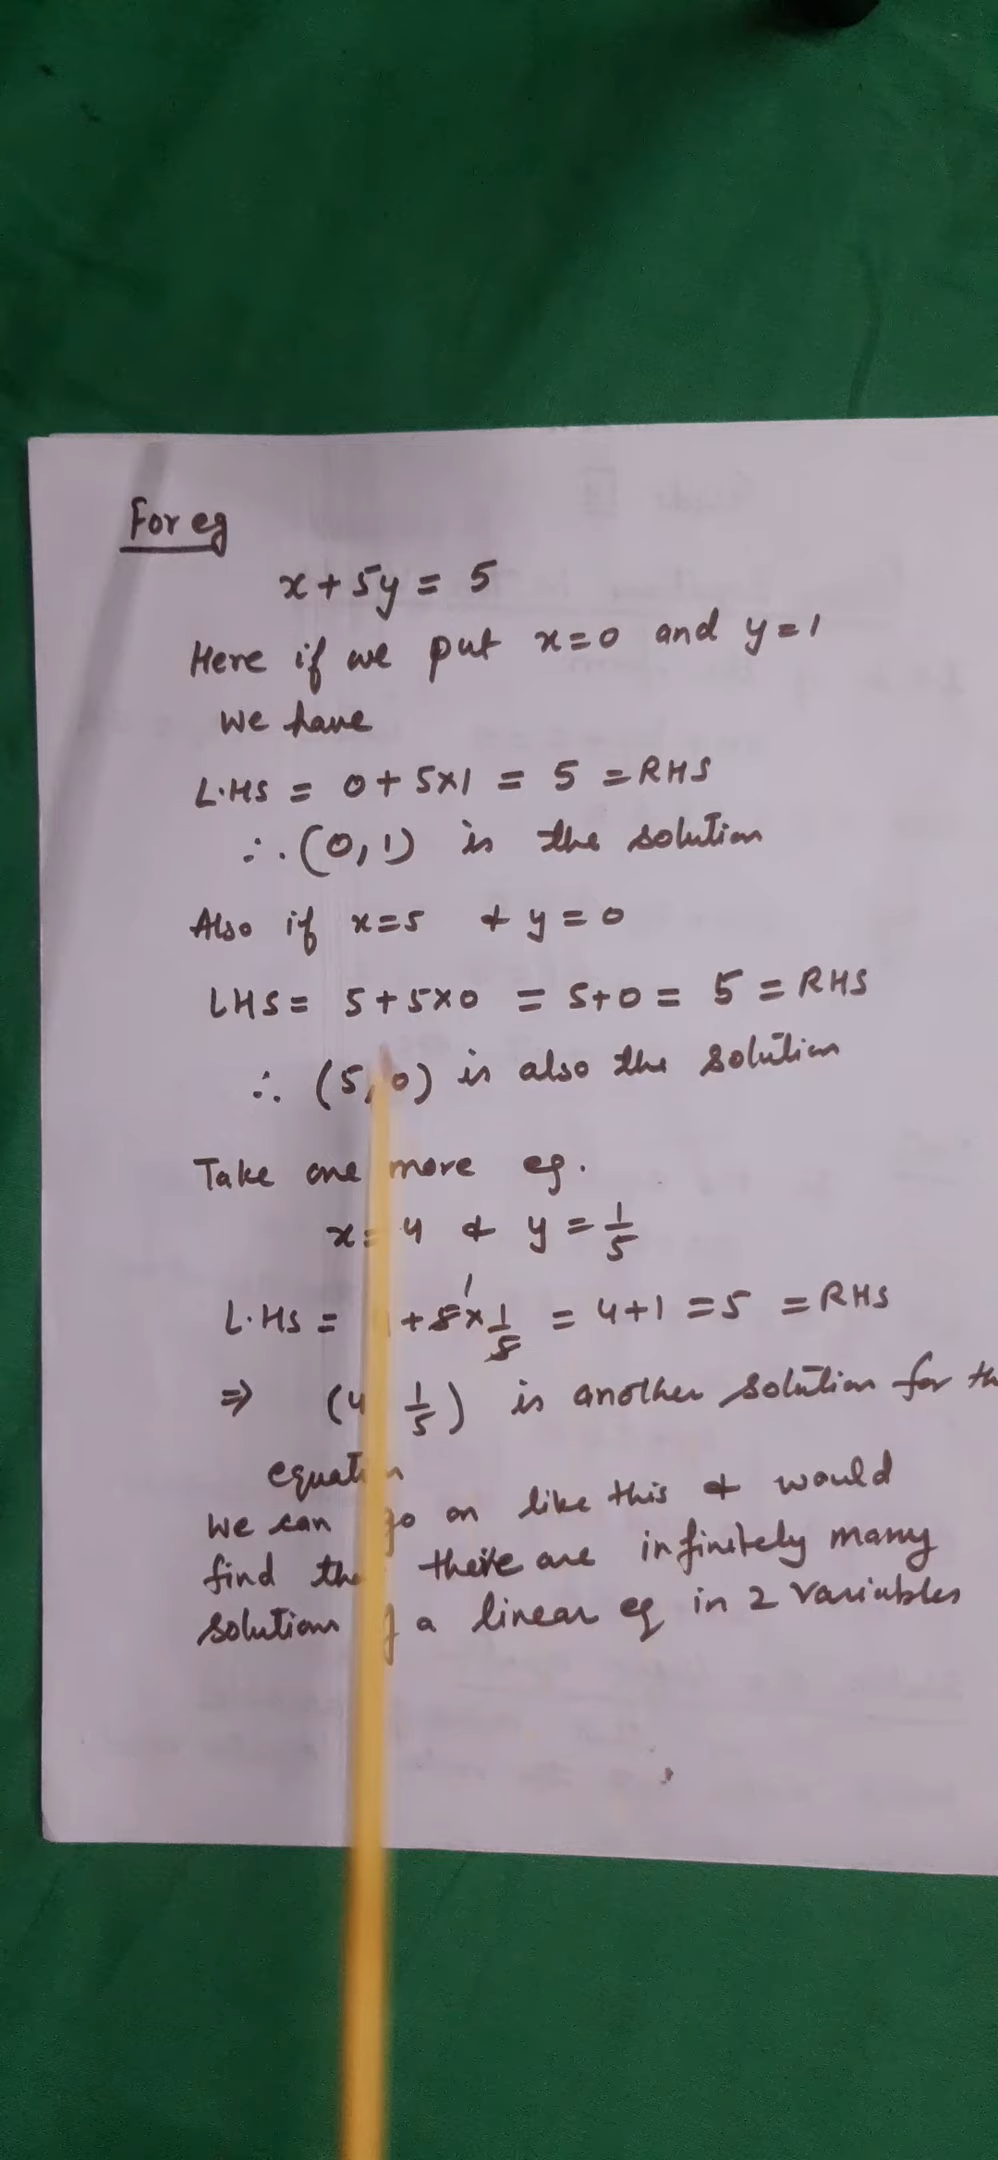 For eg
x + 5y = 5
Here if we put x=0 and y=1
we have
L.HS = 0 + 5×1 = 5 = RHS
∴ (0,1) is the solution
Also if x=5 & y=0
LHS = 5+5×0 = 5+0 = 5 = RHS
∴ (5,0) is also the solution
Take one more eg.
x=4 & y=1/5
L.HS = +5×1/5 = 4+1 = 5 = RHS
⇒ (4 1/5) is another solution for
equation
We can go on like this & would
find there are infinitely many
solution a linear eq in 2 variables